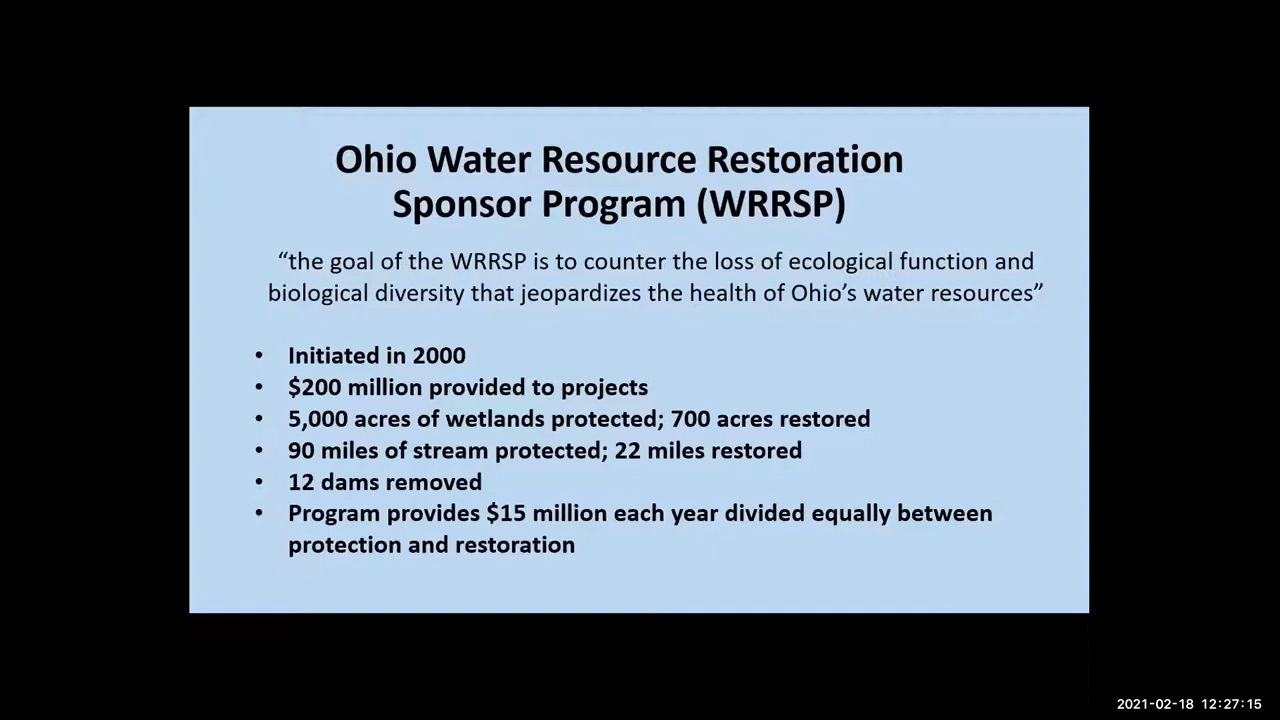 Ohio Water Resource Restoration
Sponsor Program (WRRSP)
“the goal of the WRRSP is to counter the loss of ecological function and
biological diversity that jeopardizes the health of Ohio’s water resources”
• Initiated in 2000
• $200 million provided to projects
• 5,000 acres of wetlands protected; 700 acres restored
• 90 miles of stream protected; 22 miles restored
• 12 dams removed
• Program provides $15 million each year divided equally between
protection and restoration
2021-02-18 12:27:15